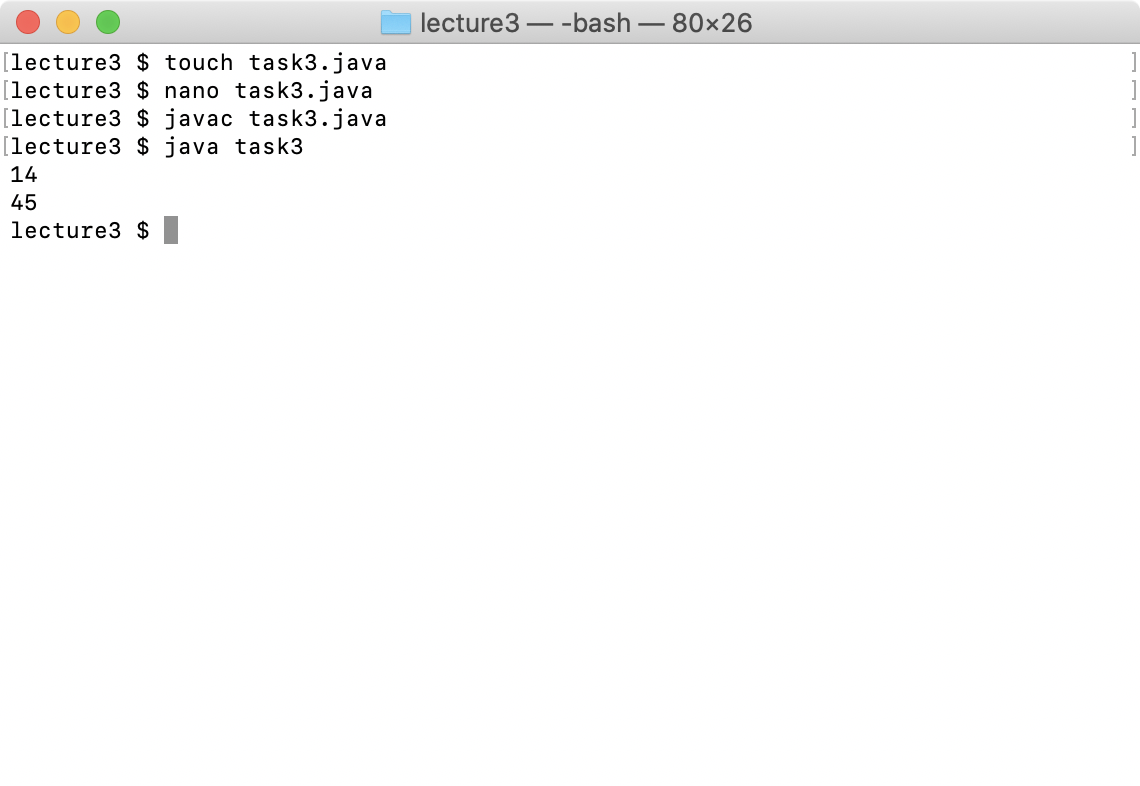 lecture3 — -bash — 80×26
[lecture3 $ touch task3.java ]
[lecture3 $ nano task3.java ]
[lecture3 $ javac task3.java ]
[lecture3 $ java task3 ]
14
45
lecture3 $